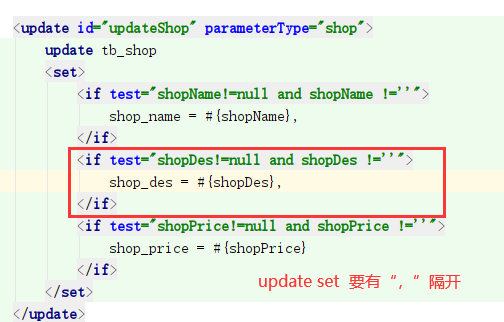 <update id="updateShop" parameterType="shop">
update tb_shop
<set>
<if test="shopName!=null and shopName !=''">
shop_name = #{shopName},
</if>
<if test="shopDes!=null and shopDes !=''">
shop_des = #{shopDes},
</if>
<if test="shopPrice!=null and shopPrice !=''">
shop_price = #{shopPrice}
</if>
update set 要有“，”隔开
</set>
</update>